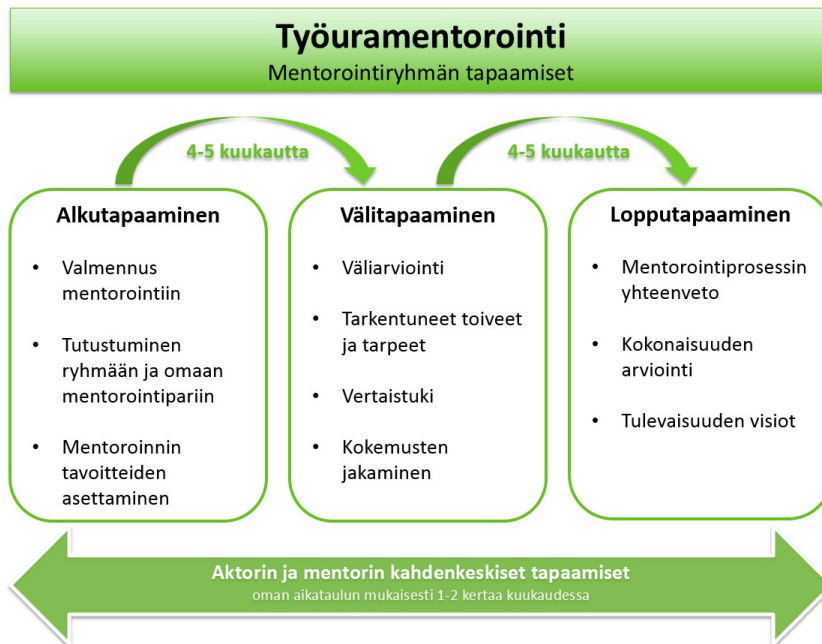 Työuramentorointi
Mentorointiryhmän tapaamiset
4-5 kuukautta
4-5 kuukautta
Alkutapaaminen
• Valmennus
mentorointiin
• Tutustuminen
ryhmään ja omaan
mentorointipariin
• Mentoroinnin
tavoitteiden
asettaminen
Välitapaaminen
• Väliarviointi
• Tarkentuneet toiveet
ja tarpeet
• Vertaistuki
• Kokemusten
jakaminen
Lopputapaaminen
• Mentorointiprosessin
yhteenveto
• Kokonaisuuden
arviointi
• Tulevaisuuden visiot
Aktorin ja mentorin kahdenkeskiset tapaamiset
oman aikataulun mukaisesti 1-2 kertaa kuukaudessa